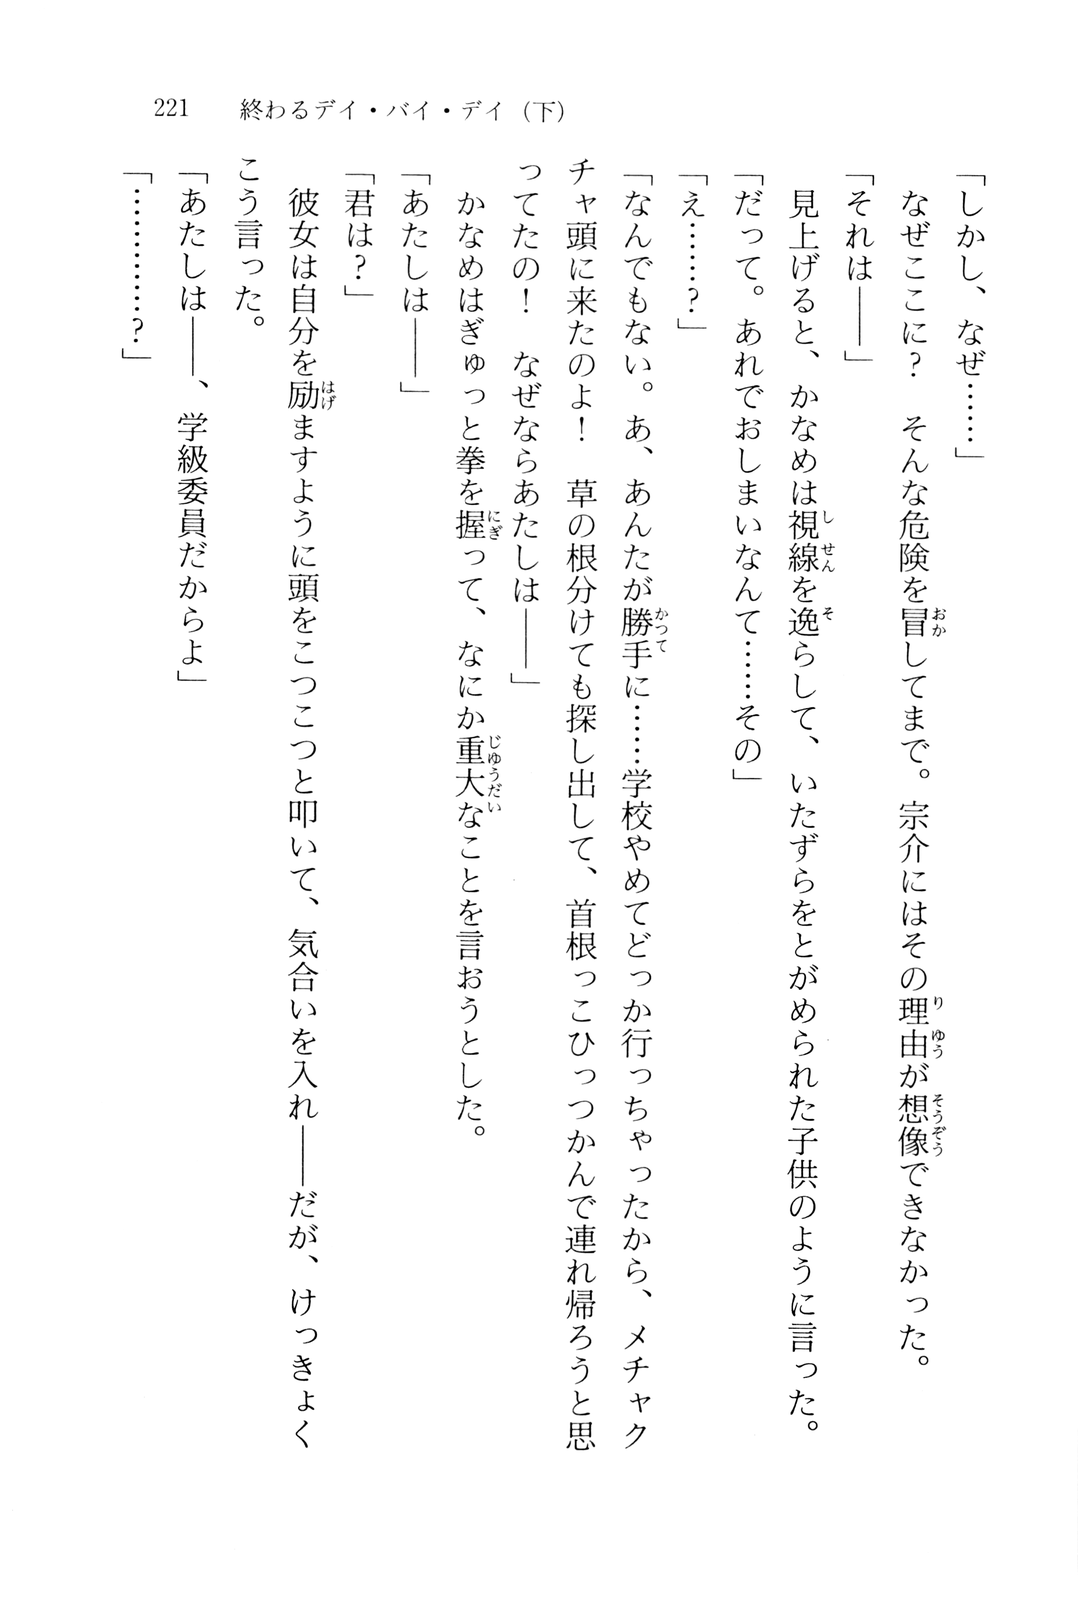 221　終わるデイ・バイ・デイ（下）
「しかし、なぜ……」
　なぜここに？　そんな危険を冒してまで。宗介にはその理由が想像できなかった。
「それは――」
　見上げると、かなめは視線を逸らして、いたずらをとがめられた子供のように言った。
「だって。あれでおしまいなんて……その」
「え……？」
「なんでもない。あ、あんたが勝手に……学校やめてどっか行っちゃったから、メチャク
チャ頭に来たのよ！　草の根分けても探し出して、首根っこひっつかんで連れ帰ろうと思
ってたの！　なぜならあたしは――」
　かなめはぎゅっと拳を握って、なにか重大なことを言おうとした。
「あたしは――」
「君は？」
　彼女は自分を励ますように頭をこつこつと叩いて、気合いを入れ――だが、けっきょく
こう言った。
「あたしは――、学級委員だからよ」
「…………？」